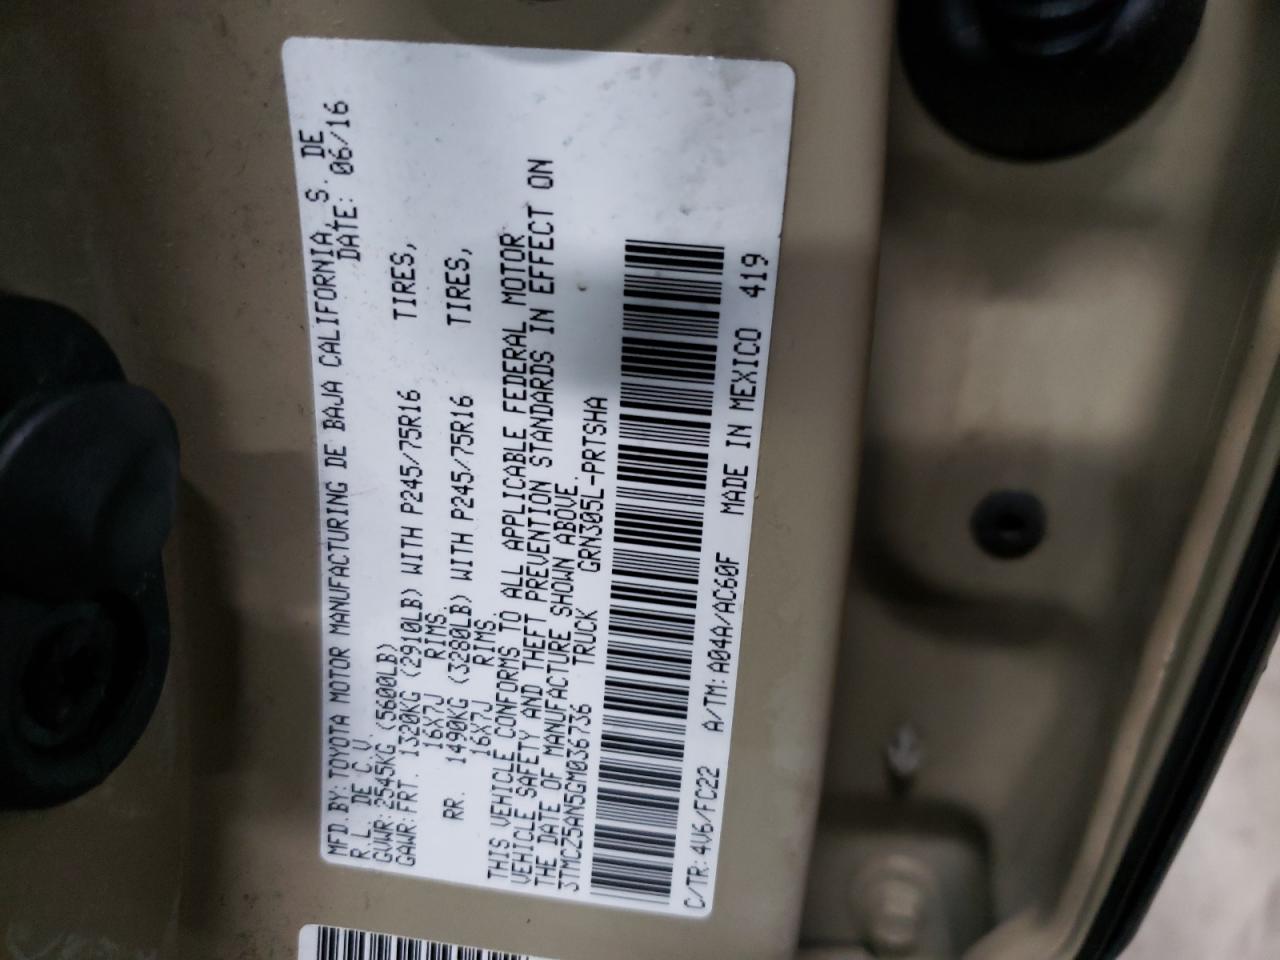 MFD.BY:TOYOTA MOTOR MANUFACTURING DE BAJA CALIFORNIA, S. DE
R.L. DE C.V. DATE: 06/16
GVWR:2545KG (5600LB)
GAWR:FRT. 1320KG (2910LB) WITH P245/75R16 TIRES,
16X7J RIMS.
RR. 1490KG (3280LB) WITH P245/75R16 TIRES,
16X7J RIMS.
THIS VEHICLE CONFORMS TO ALL APPLICABLE FEDERAL MOTOR
VEHICLE SAFETY AND THEFT PREVENTION STANDARDS IN EFFECT ON
THE DATE OF MANUFACTURE SHOWN ABOVE.
3TMCZ5AN5GM036736 TRUCK GRN305L-PRTSHA
C/TR:4V6/FC22 A/TM:A04A/AC60F MADE IN MEXICO 419